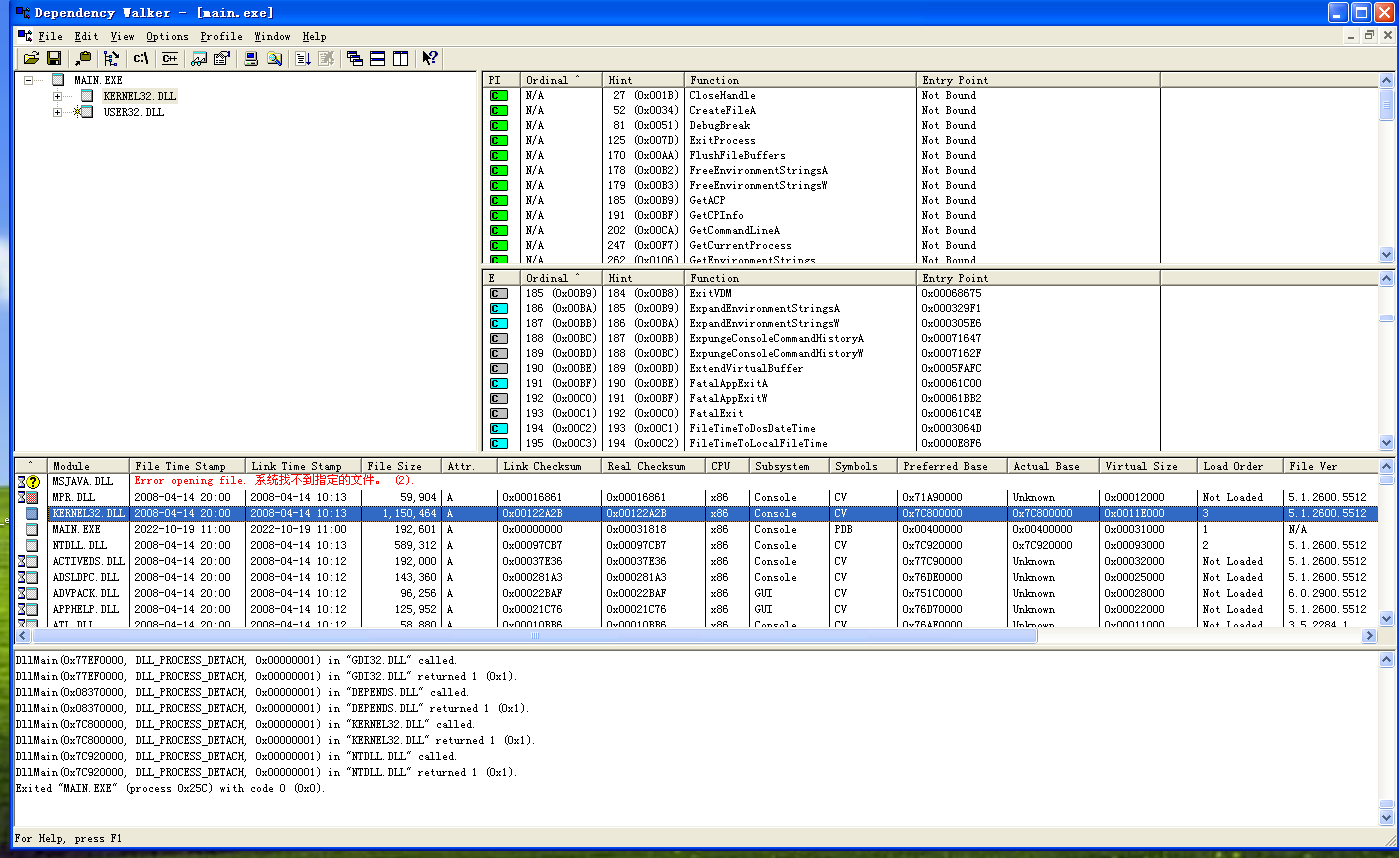 Dependency Walker - [main.exe]
File Edit View Options Profile Window Help
C:\ C++
MAIN.EXE
KERNEL32.DLL
USER32.DLL
PI Ordinal ^ Hint Function Entry Point
C N/A 27 (0x001B) CloseHandle Not Bound
C N/A 52 (0x0034) CreateFileA Not Bound
C N/A 81 (0x0051) DebugBreak Not Bound
C N/A 125 (0x007D) ExitProcess Not Bound
C N/A 170 (0x00AA) FlushFileBuffers Not Bound
C N/A 178 (0x00B2) FreeEnvironmentStringsA Not Bound
C N/A 179 (0x00B3) FreeEnvironmentStringsW Not Bound
C N/A 185 (0x00B9) GetACP Not Bound
C N/A 191 (0x00BF) GetCPInfo Not Bound
C N/A 202 (0x00CA) GetCommandLineA Not Bound
C N/A 247 (0x00F7) GetCurrentProcess Not Bound
C N/A 262 (0x0106) GetEnvironmentStrings Not Bound
E Ordinal ^ Hint Function Entry Point
C 185 (0x00B9) 184 (0x00B8) ExitVDM 0x00068675
C 186 (0x00BA) 185 (0x00B9) ExpandEnvironmentStringsA 0x000329F1
C 187 (0x00BB) 186 (0x00BA) ExpandEnvironmentStringsW 0x000305E6
C 188 (0x00BC) 187 (0x00BB) ExpungeConsoleCommandHistoryA 0x00071647
C 189 (0x00BD) 188 (0x00BC) ExpungeConsoleCommandHistoryW 0x0007162F
C 190 (0x00BE) 189 (0x00BD) ExtendVirtualBuffer 0x0005FAFC
C 191 (0x00BF) 190 (0x00BE) FatalAppExitA 0x00061C00
C 192 (0x00C0) 191 (0x00BF) FatalAppExitW 0x00061BB2
C 193 (0x00C1) 192 (0x00C0) FatalExit 0x00061C4E
C 194 (0x00C2) 193 (0x00C1) FileTimeToDosDateTime 0x0003064D
C 195 (0x00C3) 194 (0x00C2) FileTimeToLocalFileTime 0x0000E8F6
^ Module File Time Stamp Link Time Stamp File Size Attr. Link Checksum Real Checksum CPU Subsystem Symbols Preferred Base Actual Base Virtual Size Load Order File Ver
MSJAVA.DLL Error opening file. 系统找不到指定的文件。 (2).
MPR.DLL 2008-04-14 20:00 2008-04-14 10:13 59,904 A 0x00016861 0x00016861 x86 Console CV 0x71A90000 Unknown 0x00012000 Not Loaded 5.1.2600.5512
KERNEL32.DLL 2008-04-14 20:00 2008-04-14 10:13 1,150,464 A 0x00122A2B 0x00122A2B x86 Console CV 0x7C800000 0x7C800000 0x0011E000 3 5.1.2600.5512
MAIN.EXE 2022-10-19 11:00 2022-10-19 11:00 192,601 A 0x00000000 0x00031818 x86 Console PDB 0x00400000 0x00400000 0x00031000 1 N/A
NTDLL.DLL 2008-04-14 20:00 2008-04-14 10:13 589,312 A 0x00097CB7 0x00097CB7 x86 Console CV 0x7C920000 0x7C920000 0x00093000 2 5.1.2600.5512
ACTIVEDS.DLL 2008-04-14 20:00 2008-04-14 10:12 192,000 A 0x00037E36 0x00037E36 x86 Console CV 0x77C90000 Unknown 0x00032000 Not Loaded 5.1.2600.5512
ADSLDPC.DLL 2008-04-14 20:00 2008-04-14 10:12 143,360 A 0x000281A3 0x000281A3 x86 Console CV 0x76DE0000 Unknown 0x00025000 Not Loaded 5.1.2600.5512
ADVPACK.DLL 2008-04-14 20:00 2008-04-14 10:12 96,256 A 0x00022BAF 0x00022BAF x86 GUI CV 0x751C0000 Unknown 0x00028000 Not Loaded 6.0.2900.5512
APPHELP.DLL 2008-04-14 20:00 2008-04-14 10:12 125,952 A 0x00021C76 0x00021C76 x86 GUI CV 0x76D70000 Unknown 0x00022000 Not Loaded 5.1.2600.5512
ATL.DLL 2008-04-14 20:00 2008-04-14 10:12 58,880 A 0x00010BB6 0x00010BB6 x86 Console CV 0x76AF0000 Unknown 0x00011000 Not Loaded 3.5.2284.1
DllMain(0x77EF0000, DLL_PROCESS_DETACH, 0x00000001) in "GDI32.DLL" called.
DllMain(0x77EF0000, DLL_PROCESS_DETACH, 0x00000001) in "GDI32.DLL" returned 1 (0x1).
DllMain(0x08370000, DLL_PROCESS_DETACH, 0x00000001) in "DEPENDS.DLL" called.
DllMain(0x08370000, DLL_PROCESS_DETACH, 0x00000001) in "DEPENDS.DLL" returned 1 (0x1).
DllMain(0x7C800000, DLL_PROCESS_DETACH, 0x00000001) in "KERNEL32.DLL" called.
DllMain(0x7C800000, DLL_PROCESS_DETACH, 0x00000001) in "KERNEL32.DLL" returned 1 (0x1).
DllMain(0x7C920000, DLL_PROCESS_DETACH, 0x00000001) in "NTDLL.DLL" called.
DllMain(0x7C920000, DLL_PROCESS_DETACH, 0x00000001) in "NTDLL.DLL" returned 1 (0x1).
Exited "MAIN.EXE" (process 0x25C) with code 0 (0x0).
For Help, press F1